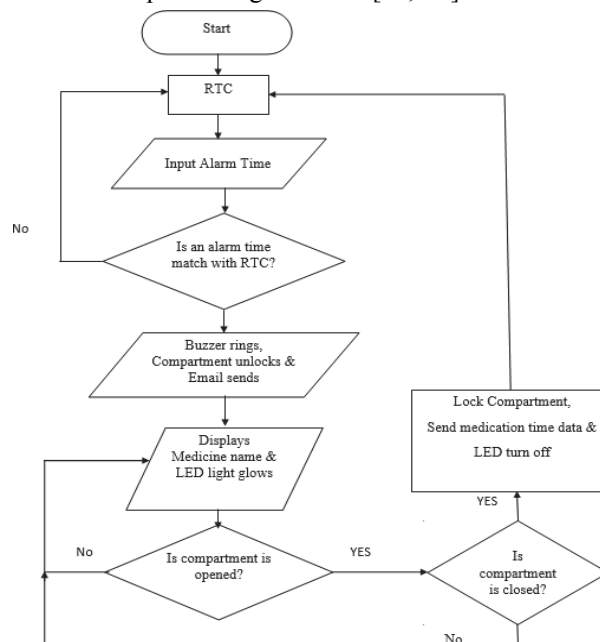 Start
RTC
Input Alarm Time
No
Is an alarm time
match with RTC?
Buzzer rings,
Compartment unlocks &
Email sends
Lock Compartment,
Send medication time data &
LED turn off
Displays
Medicine name &
LED light glows
YES
No
Is compartment is
opened?
YES
Is
compartment
is closed?
No